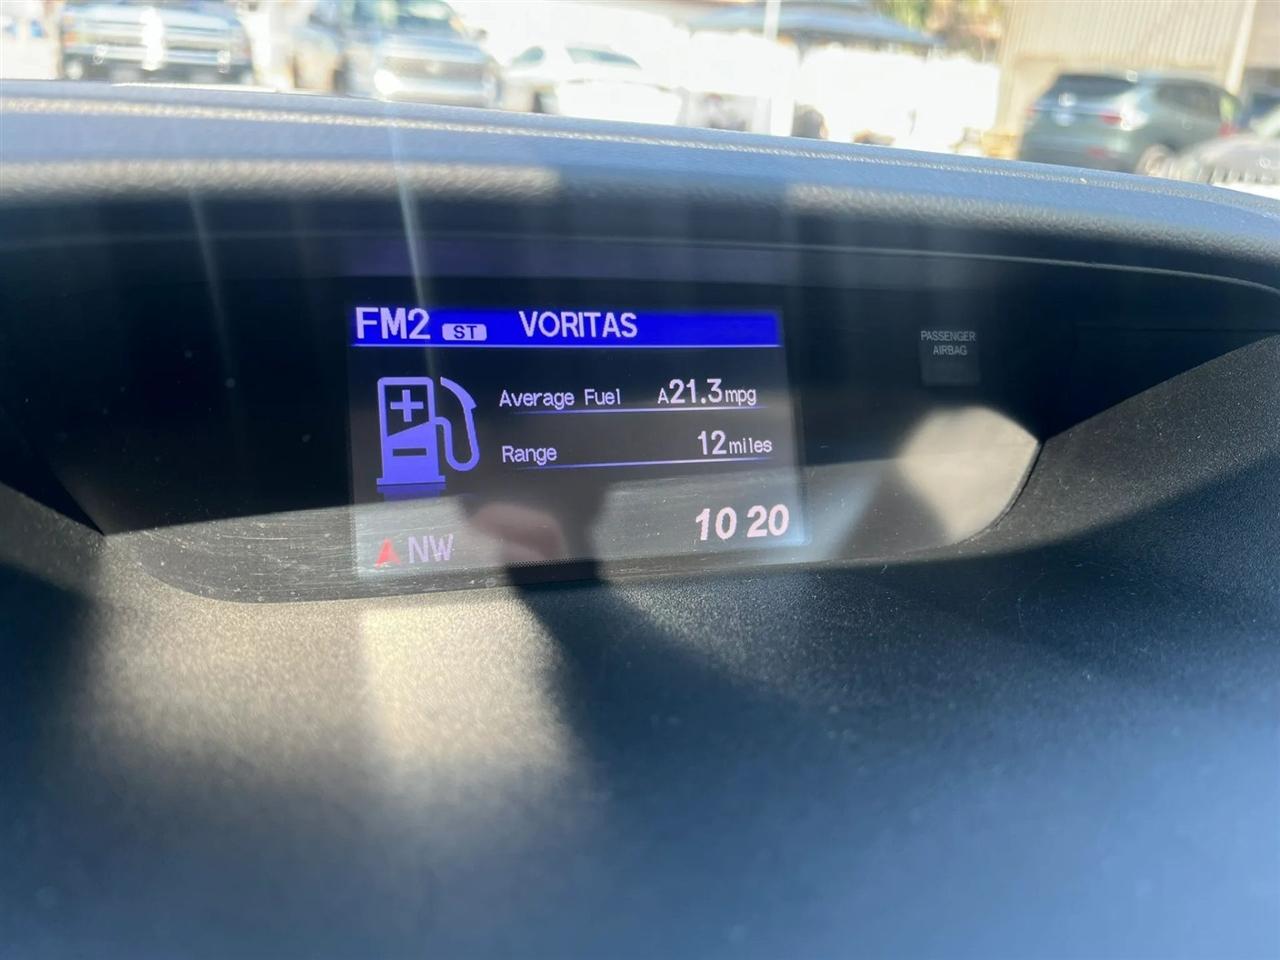 FM2 ST VORITAS
Average Fuel A21.3mpg
Range 12miles
NW 10 20
PASSENGER
AIRBAG